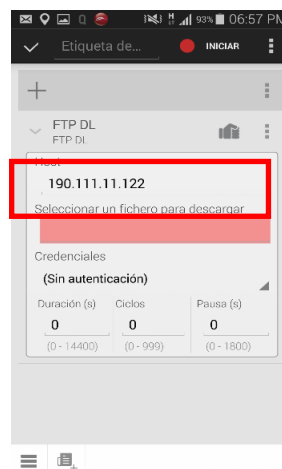 93% 06:57 PM
Etiqueta de... INICIAR
FTP DL
FTP DL
Host
190.111.11.122
Seleccionar un fichero para descargar
Credenciales
(Sin autenticación)
Duración (s) Ciclos Pausa (s)
0 0 0
(0 - 14400) (0 - 999) (0 - 1800)